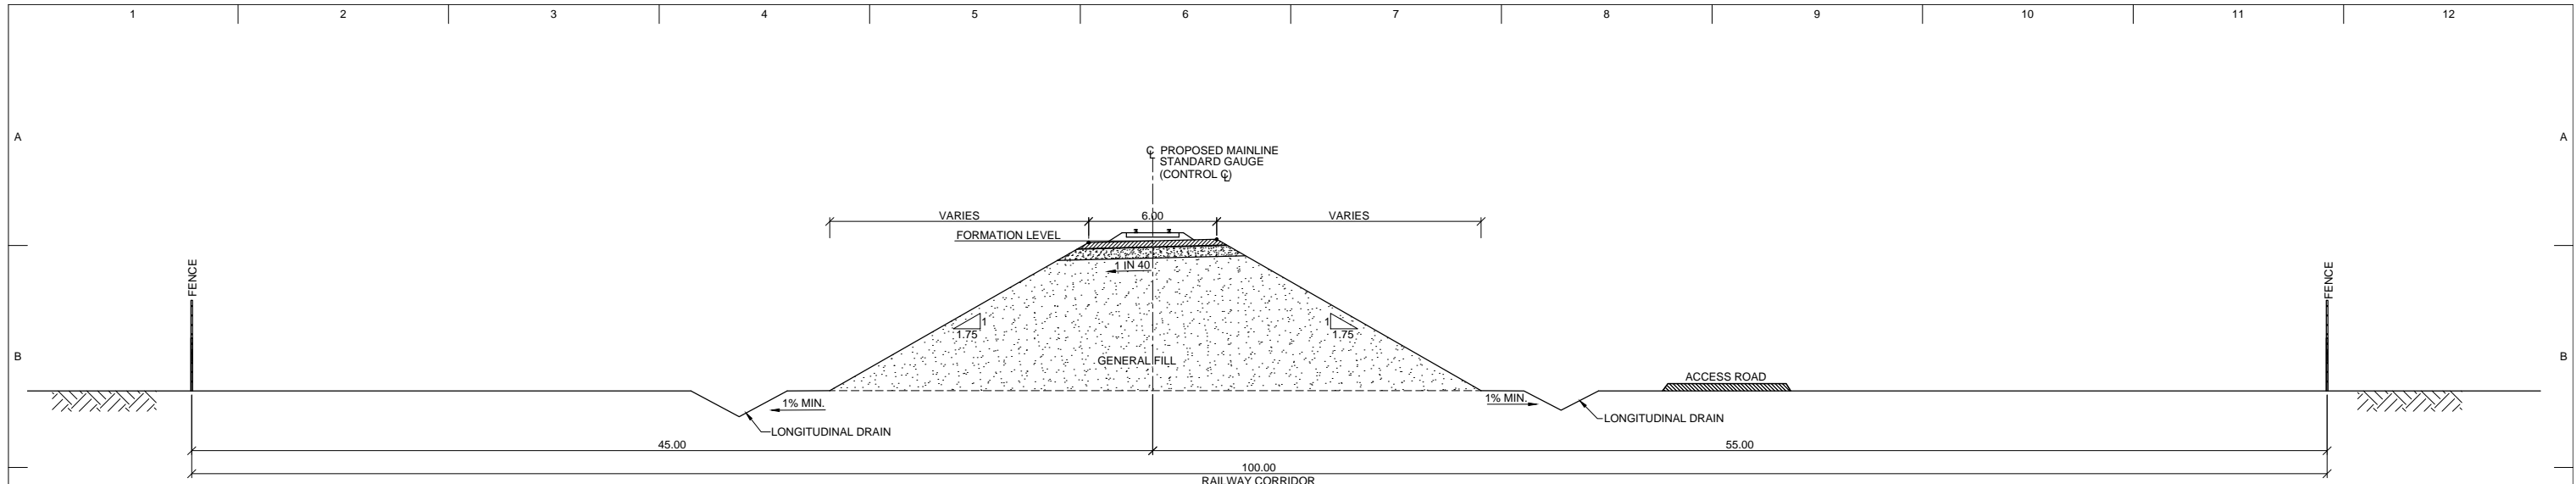 1 2 3 4 5 6 7 8 9 10 11 12
A A
℄ PROPOSED MAINLINE
STANDARD GAUGE
(CONTROL ℄)
VARIES 6.00 VARIES
FORMATION LEVEL
FENCE FENCE
1 IN 40
1 1
1.75 1.75
B B
GENERAL FILL
ACCESS ROAD
1% MIN. 1% MIN.
LONGITUDINAL DRAIN LONGITUDINAL DRAIN
45.00 55.00
100.00
RAILWAY CORRIDOR